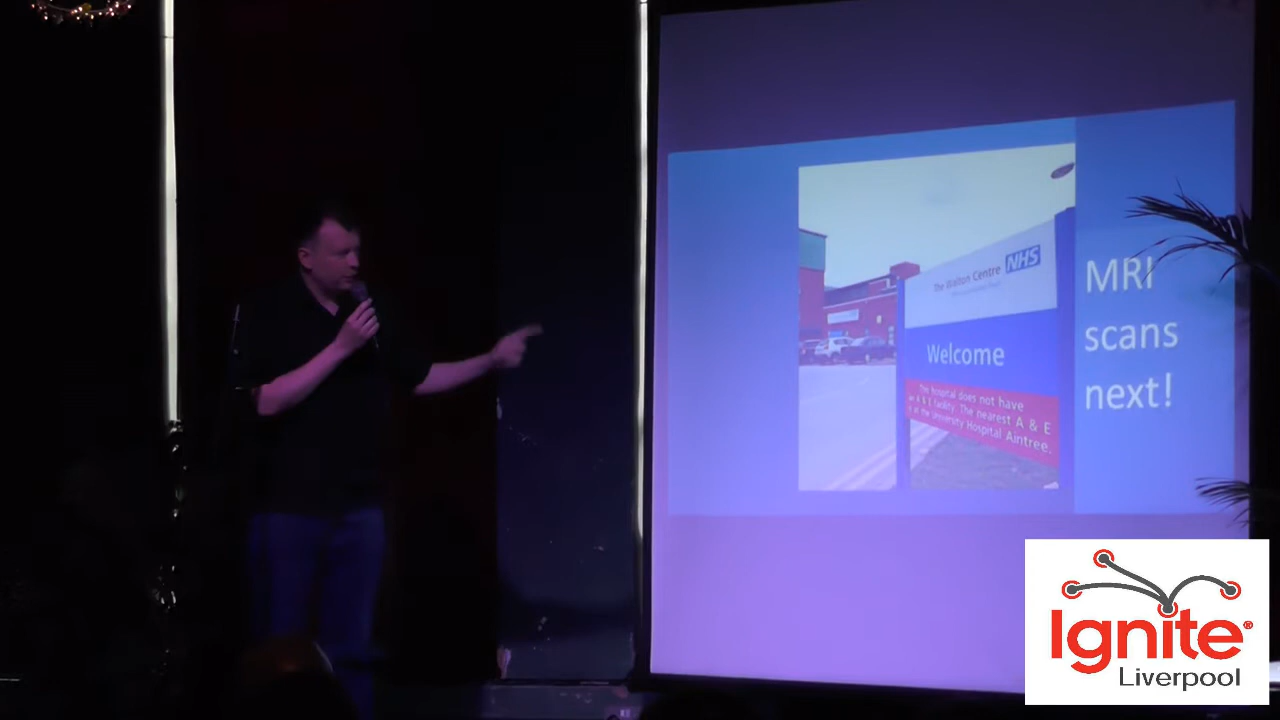 The Walton Centre
NHS
Welcome
The hospital does not have
an A & E facility. The nearest A & E
is at the University Hospital Aintree.
MRI
scans
next!
Ignite®
Liverpool